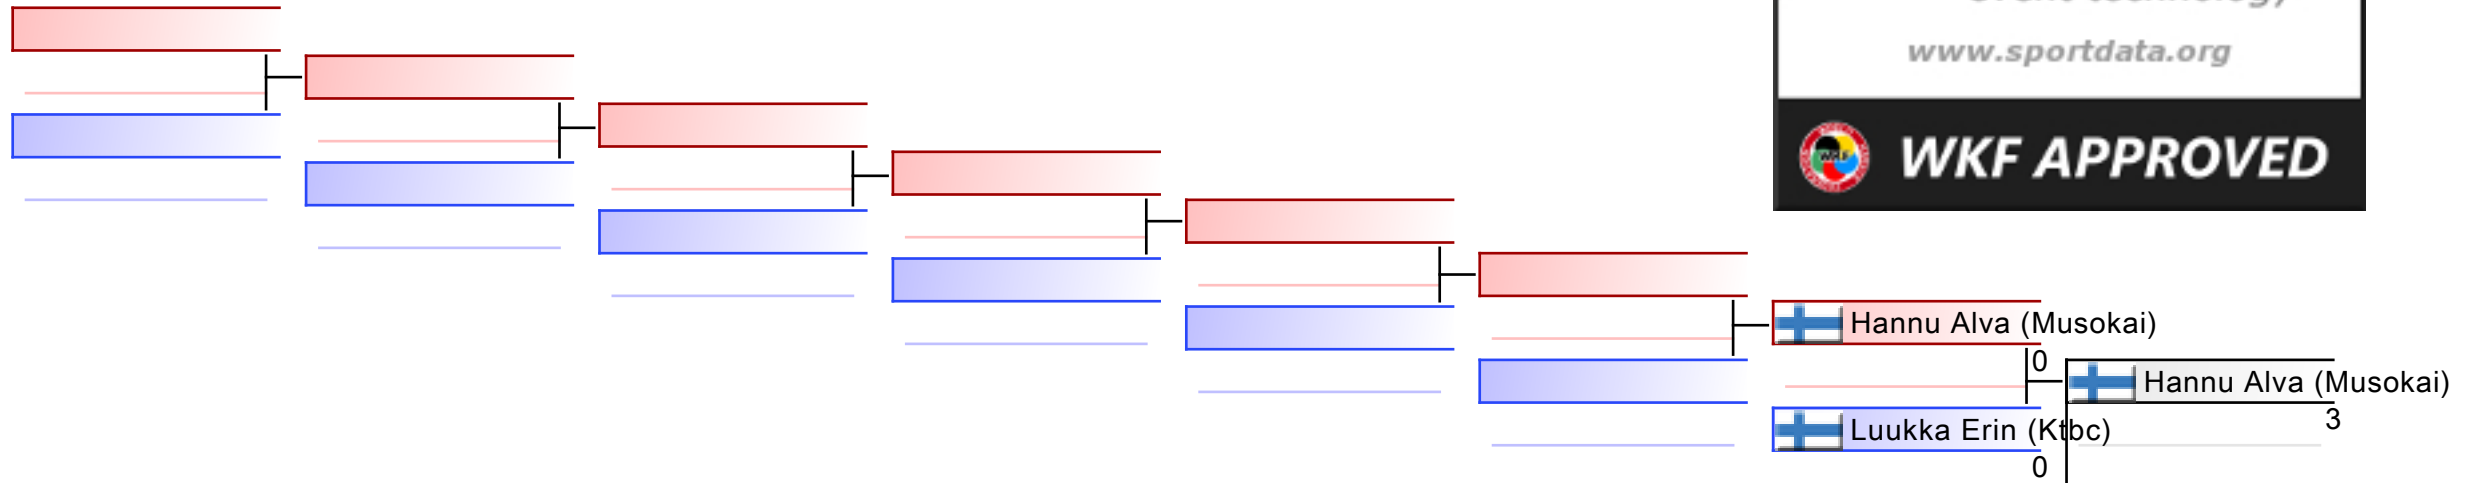 www.sportdata.org
WKF APPROVED
Hannu Alva (Musokai)
0
Hannu Alva (Musokai)
3
Luukka Erin (Ktbc)
0